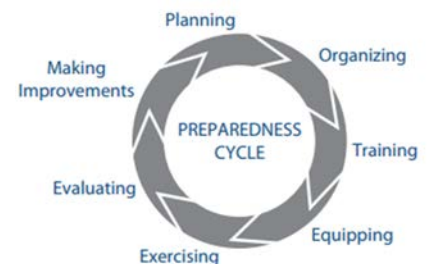 Planning
Organizing
Training
Equipping
Exercising
Evaluating
Making
Improvements
PREPAREDNESS
CYCLE